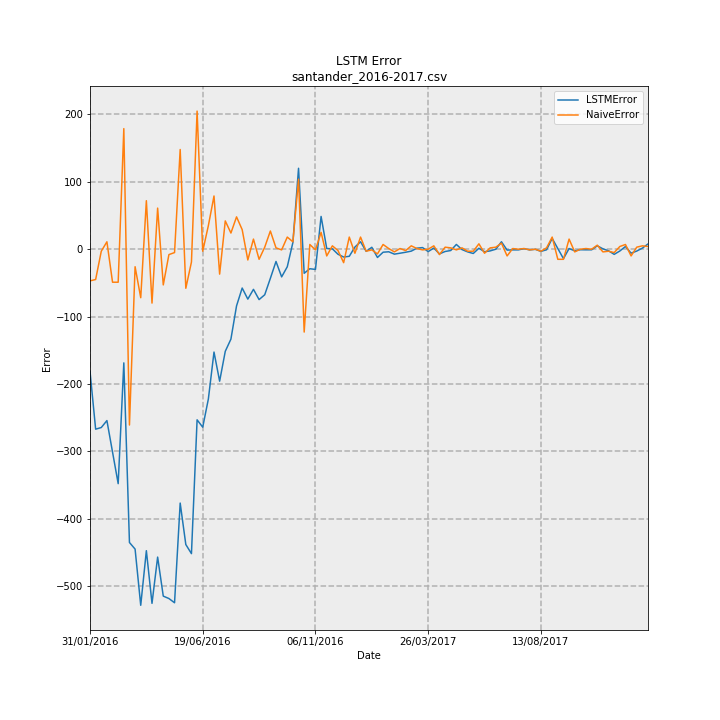 LSTM Error
santander_2016-2017.csv
LSTMError
NaiveError
200
100
0
−100
−200
−300
−400
−500
Error
31/01/2016
19/06/2016
06/11/2016
26/03/2017
13/08/2017
Date